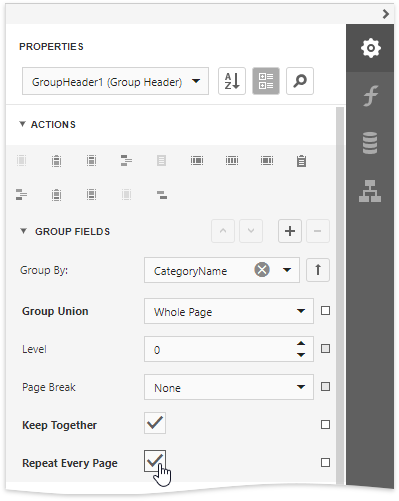 PROPERTIES
GroupHeader1 (Group Header)
A
Z
ACTIONS
GROUP FIELDS
Group By: CategoryName
Group Union Whole Page
Level 0
Page Break None
Keep Together
Repeat Every Page